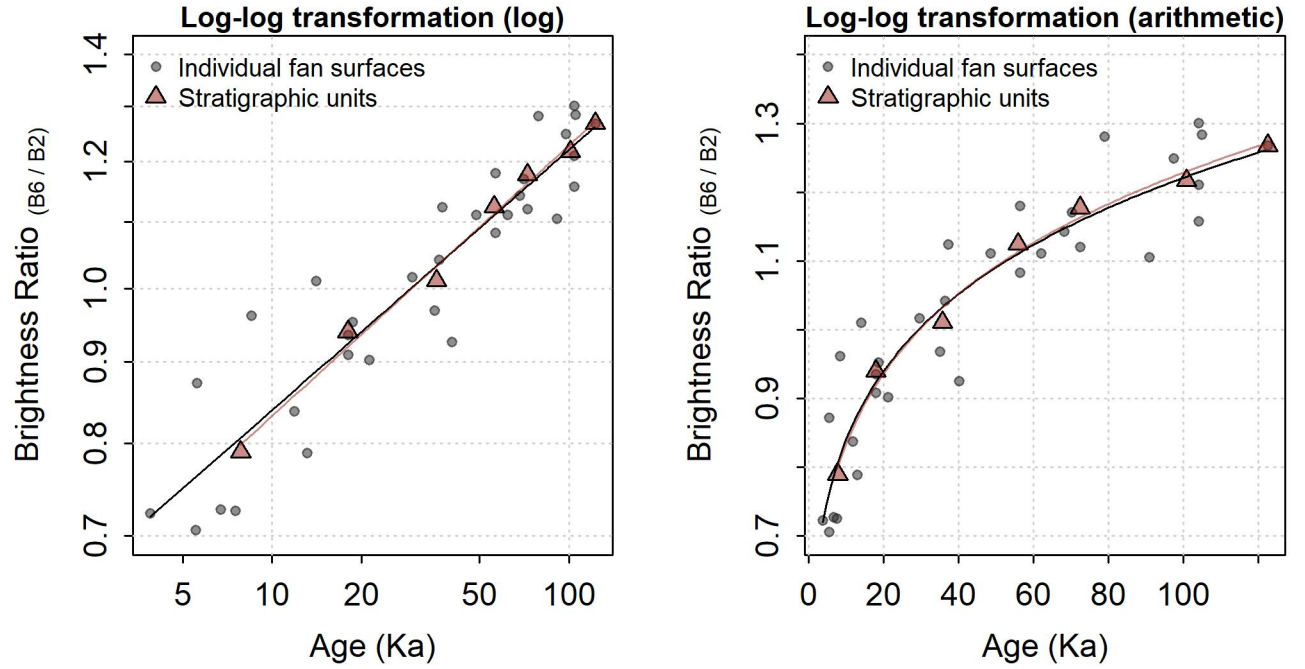 Log-log transformation (log)
Individual fan surfaces
Stratigraphic units
Brightness Ratio (B6 / B2)
1.4
1.2
1.0
0.9
0.8
0.7
5 10 20 50 100
Age (Ka)
Log-log transformation (arithmetic)
Individual fan surfaces
Stratigraphic units
Brightness Ratio (B6 / B2)
1.3
1.1
0.9
0.7
0 20 40 60 80 100
Age (Ka)